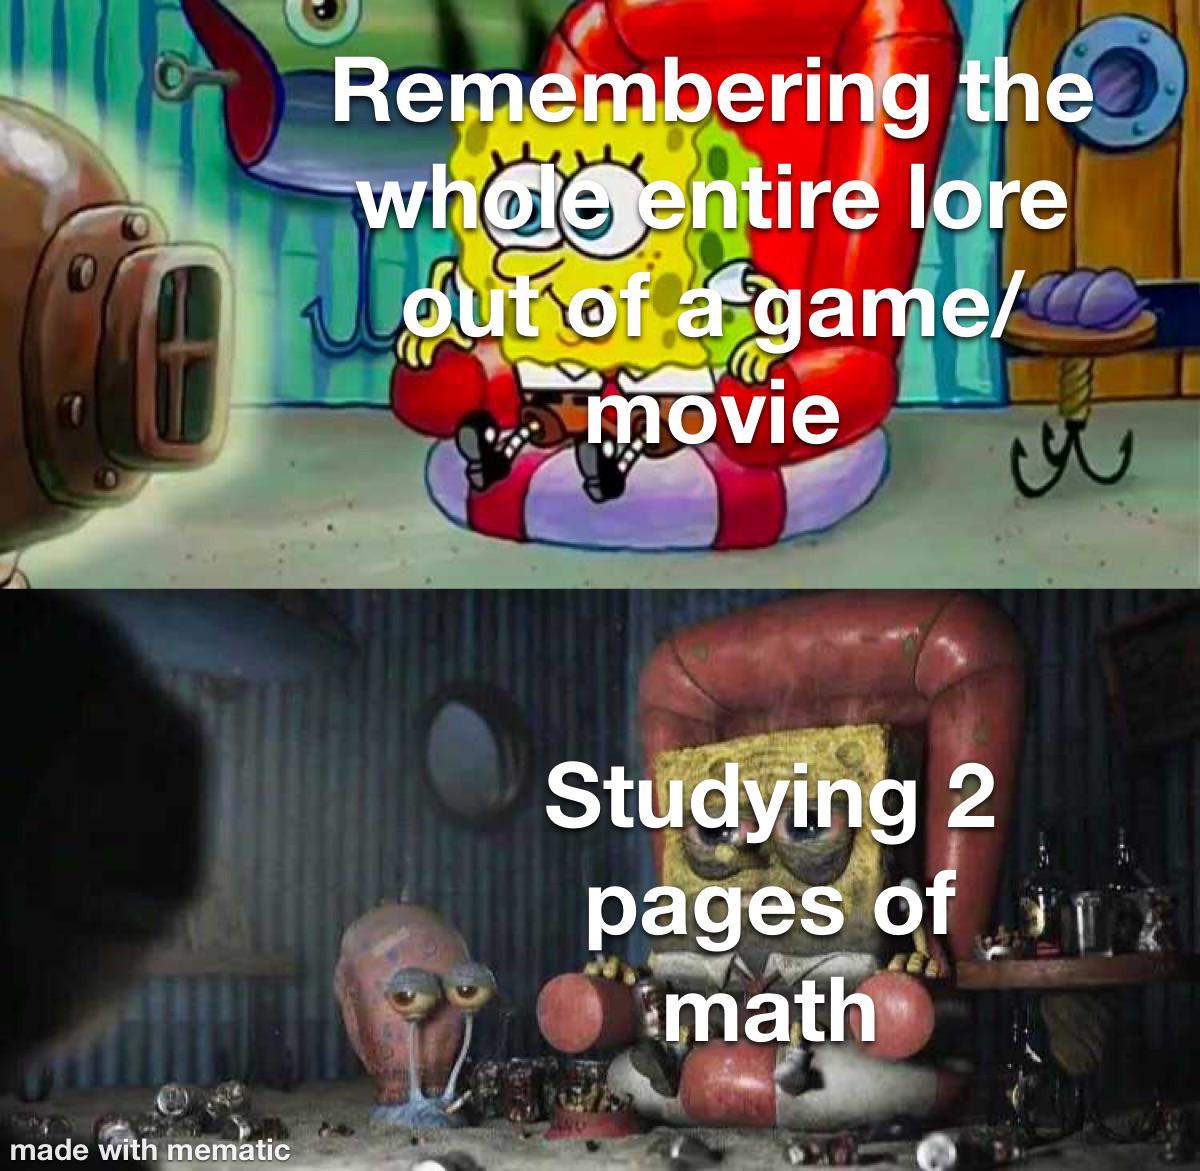 Remembering the
whole entire lore
out of a game/
movie
Studying 2
pages of
math
made with mematic